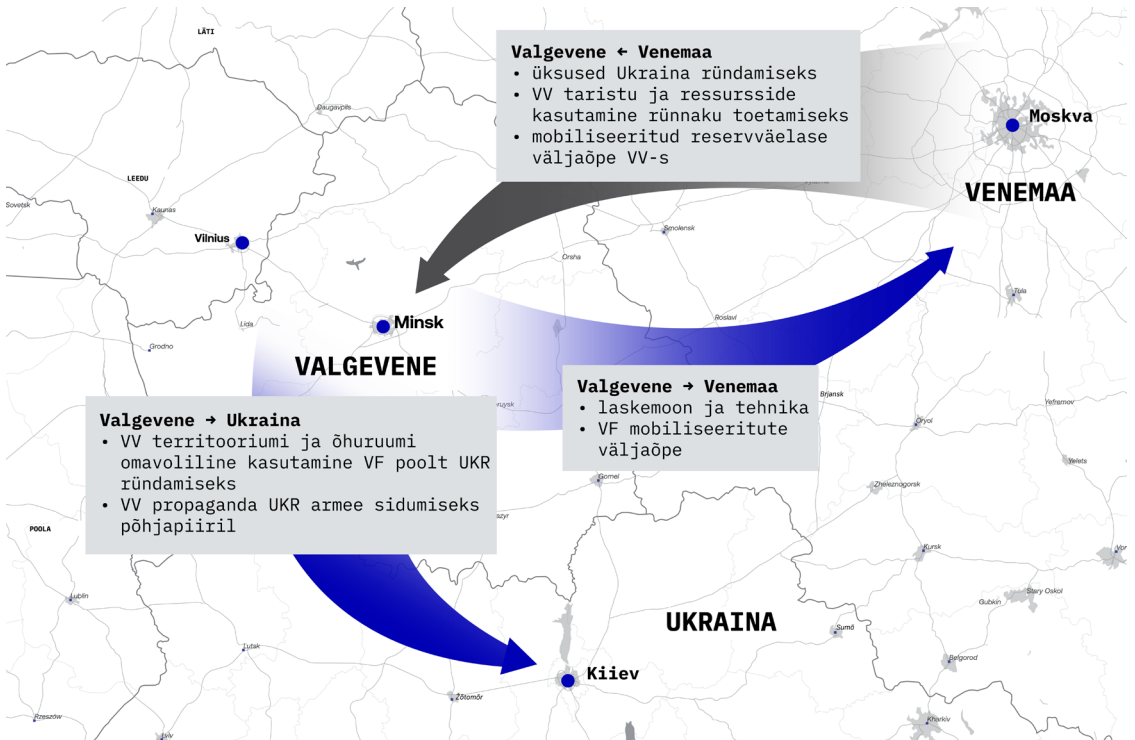 LÄTI
Valgevene ← Venemaa
• üksused Ukraina ründamiseks
• VV taristu ja ressursside
kasutamine rünnaku toetamiseks
• mobiliseeritud reservväelase
väljaõpe VV-s
Daugavpils
Moskva
LEEDU
VENEMAA
Sovetsk
Kaunas
Smolensk
Vilnius
Orsha
Tula
Minsk
Roslavl
Lida
Grodno
VALGEVENE
Valgevene → Venemaa
• laskemoon ja tehnika
• VF mobiliseeritute
väljaõpe
Brjansk
Yefremov
Valgevene → Ukraina
• VV territooriumi ja õhuruumi
omavoliline kasutamine VF poolt UKR
ründamiseks
• VV propaganda UKR armee sidumiseks
põhjapiiril
ruysk
Oryol
Yelets
Gomel
Zheleznogorsk
szyr
POOLA
Kursk
Vor
Lublin
Stary Oskol
Gubkin
UKRAINA
Sumõ
Lutsk
Belgorod
Kiiev
Žõtomõr
Rzeszów
Lviv
Kharkiv